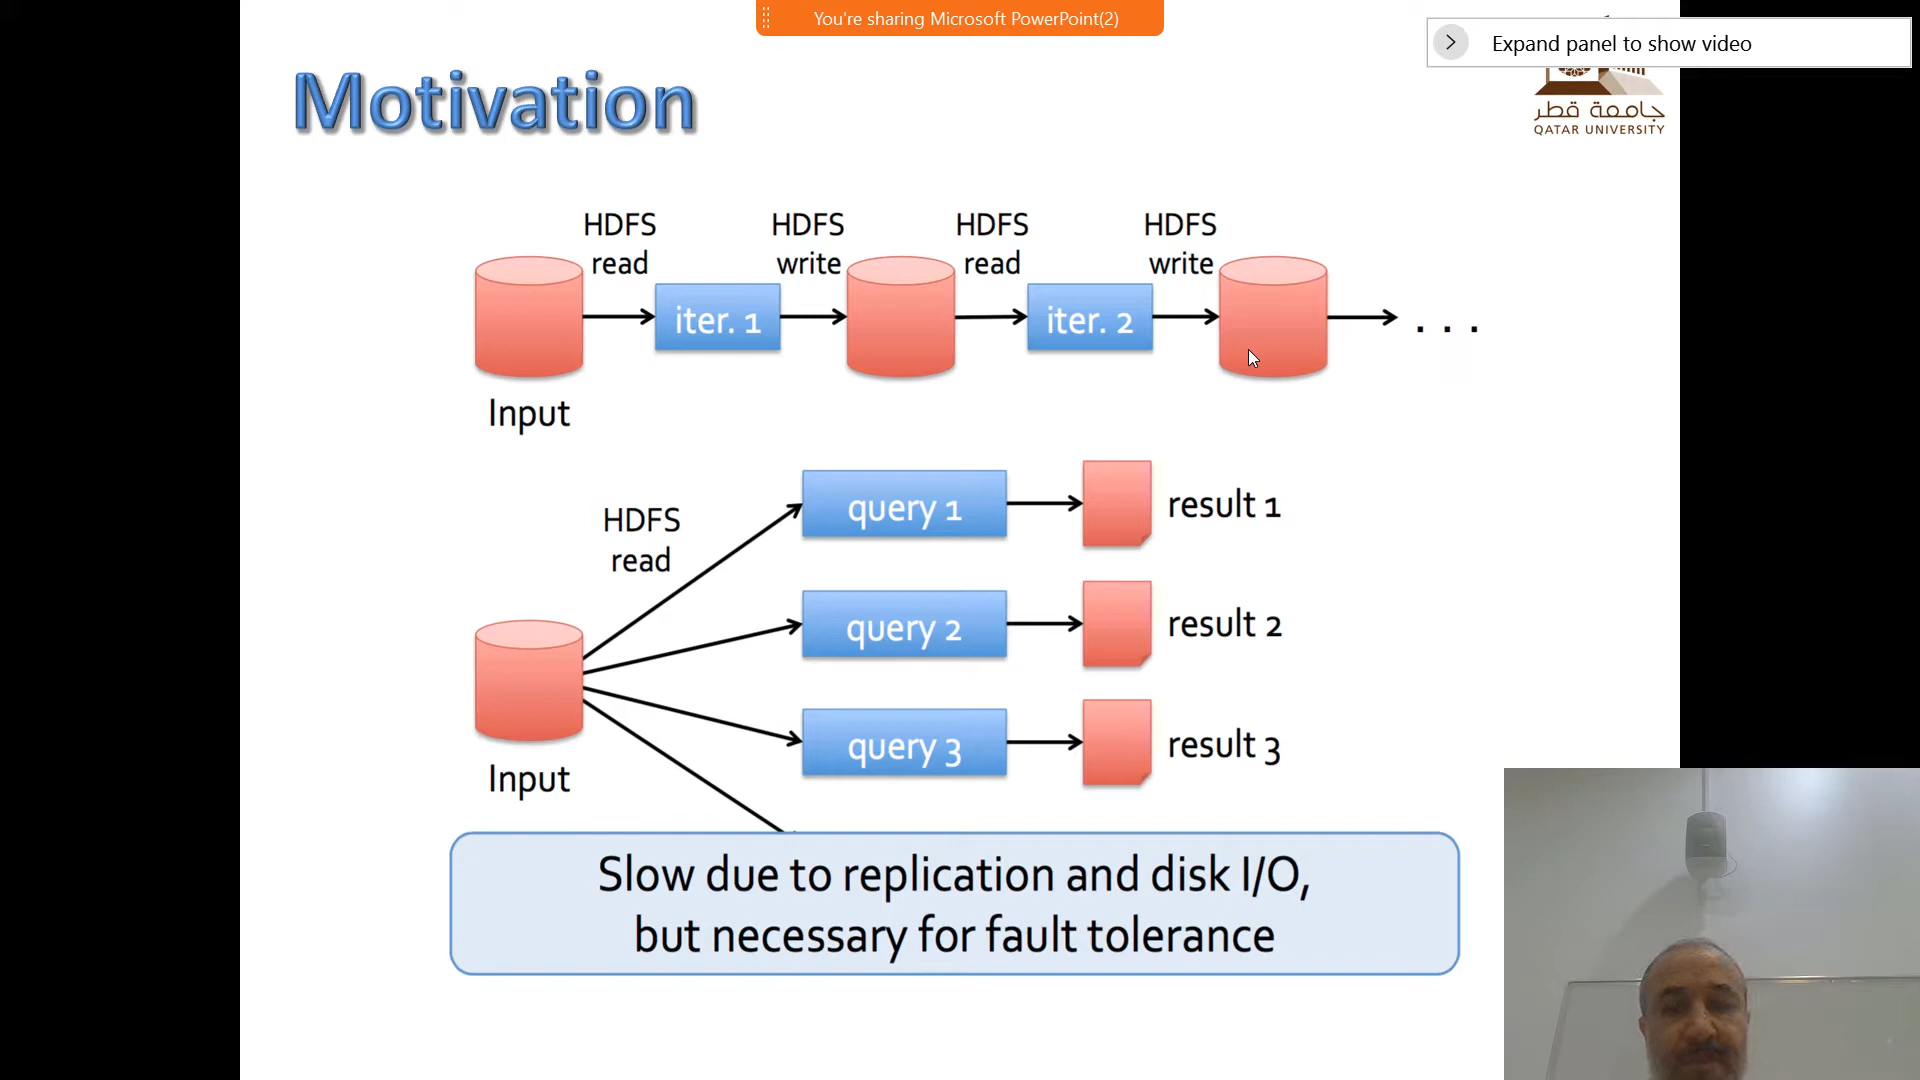 You're sharing Microsoft PowerPoint(2)
Expand panel to show video
Motivation
جامعة قطر
QATAR UNIVERSITY
HDFS
read
HDFS
write
HDFS
read
HDFS
write
iter. 1
iter. 2
. . .
Input
HDFS
read
query 1
result 1
query 2
result 2
query 3
result 3
Input
Slow due to replication and disk I/O,
but necessary for fault tolerance